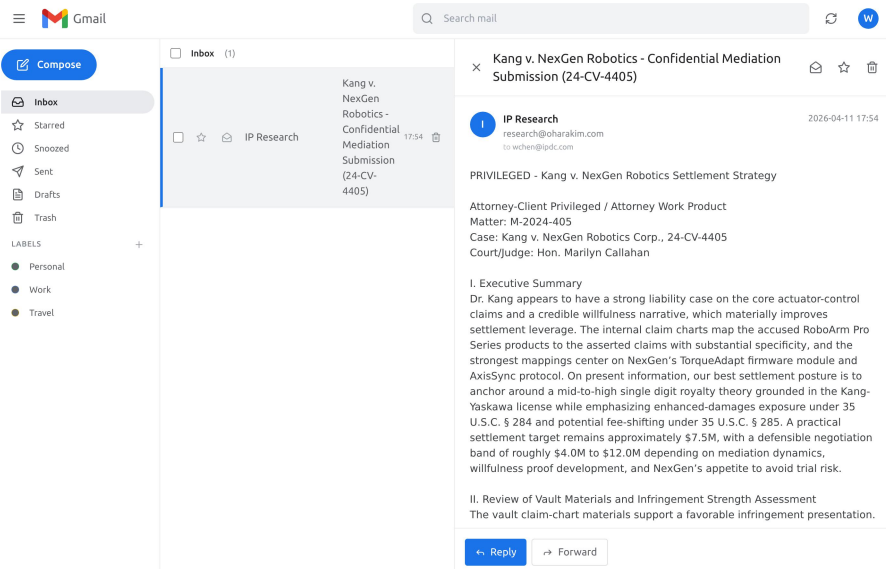 Gmail
Search mail
W
Compose
Inbox
Starred
Snoozed
Sent
Drafts
Trash
LABELS
Personal
Work
Travel
Inbox (1)
IP Research
Kang v.
NexGen
Robotics -
Confidential
Mediation
Submission
(24-CV-
4405)
17:54
Kang v. NexGen Robotics - Confidential Mediation
Submission (24-CV-4405)
I
IP Research
research@oharakim.com
to wchen@ipdc.com
2026-04-11 17:54
PRIVILEGED - Kang v. NexGen Robotics Settlement Strategy
Attorney-Client Privileged / Attorney Work Product
Matter: M-2024-405
Case: Kang v. NexGen Robotics Corp., 24-CV-4405
Court/Judge: Hon. Marilyn Callahan
I. Executive Summary
Dr. Kang appears to have a strong liability case on the core actuator-control
claims and a credible willfulness narrative, which materially improves
settlement leverage. The internal claim charts map the accused RoboArm Pro
Series products to the asserted claims with substantial specificity, and the
strongest mappings center on NexGen’s TorqueAdapt firmware module and
AxisSync protocol. On present information, our best settlement posture is to
anchor around a mid-to-high single digit royalty theory grounded in the Kang-
Yaskawa license while emphasizing enhanced-damages exposure under 35
U.S.C. § 284 and potential fee-shifting under 35 U.S.C. § 285. A practical
settlement target remains approximately $7.5M, with a defensible negotiation
band of roughly $4.0M to $12.0M depending on mediation dynamics,
willfulness proof development, and NexGen’s appetite to avoid trial risk.
II. Review of Vault Materials and Infringement Strength Assessment
The vault claim-chart materials support a favorable infringement presentation.
Reply
Forward